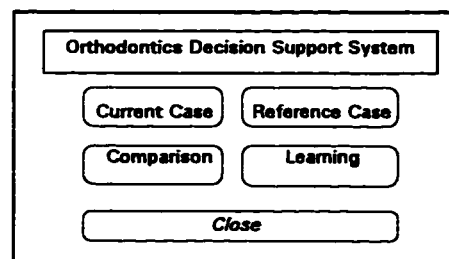 Orthodontics Decision Support System
Current Case Reference Case
Comparison Learning
Close